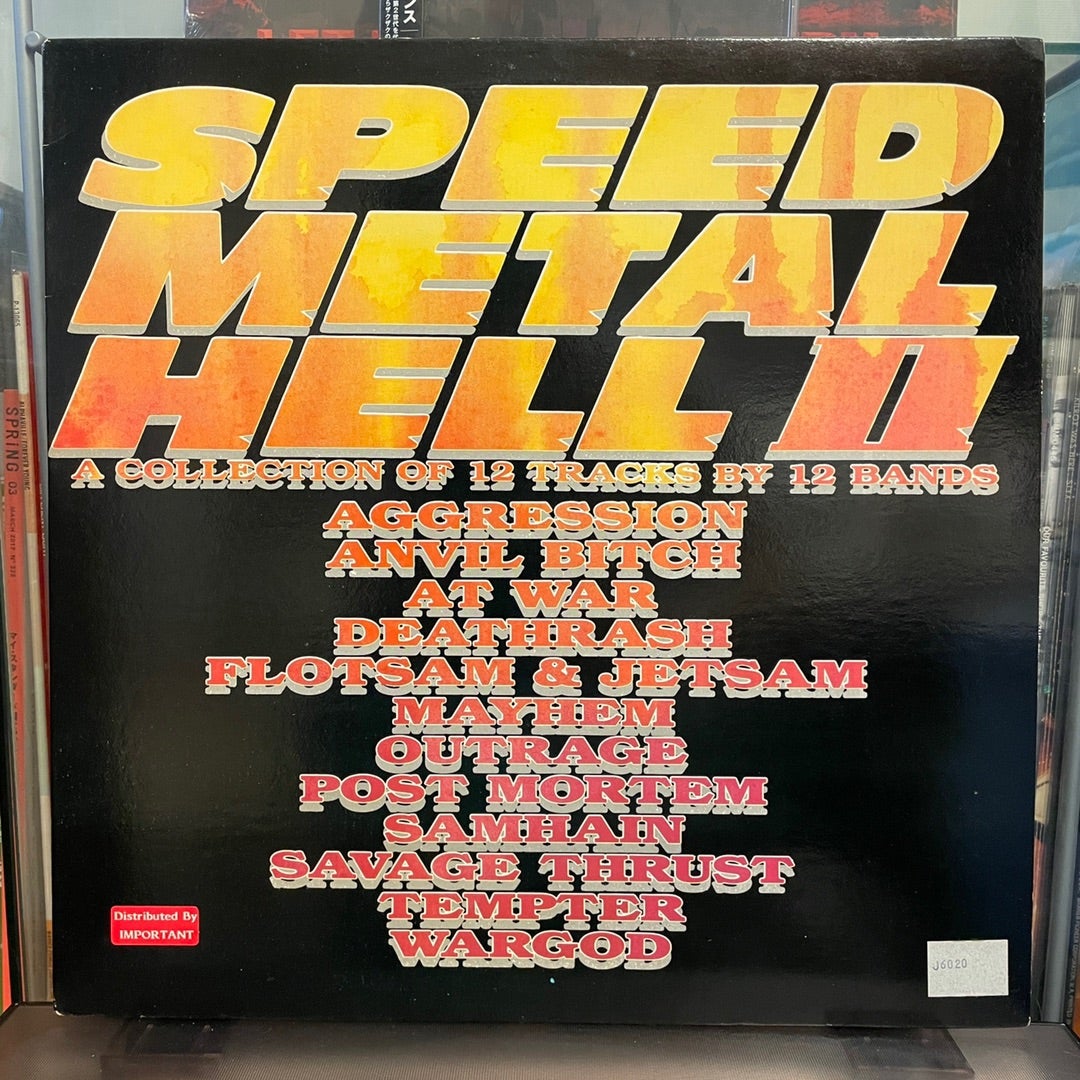 SPEED
METAL
HELL II
A COLLECTION OF 12 TRACKS BY 12 BANDS
AGGRESSION
ANVIL BITCH
AT WAR
DEATHRASH
FLOTSAM & JETSAM
MAYHEM
OUTRAGE
POST MORTEM
SAMHAIN
SAVAGE THRUST
TEMPTER
WARGOD
Distributed By
IMPORTANT
J6020
SPRING 03